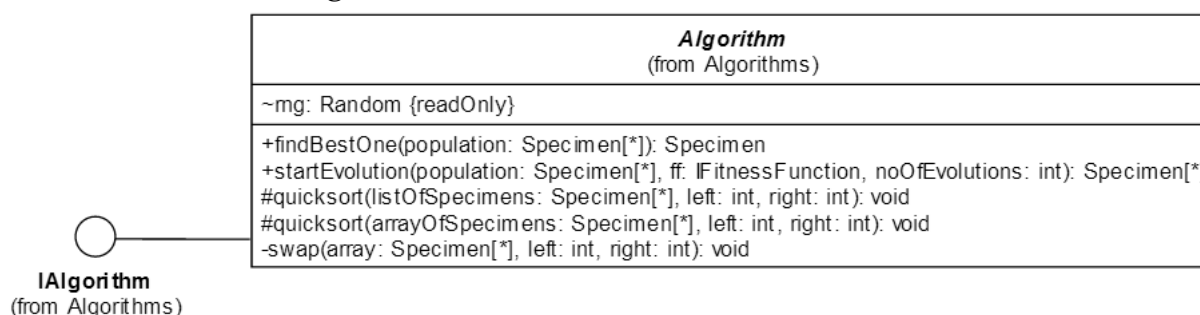 Algorithm
(from Algorithms)
~rng: Random {readOnly}
+findBestOne(population: Specimen[*]): Specimen
+startEvolution(population: Specimen[*], ff: IFitnessFunction, noOfEvolutions: int): Specimen[*
#quicksort(listOfSpecimens: Specimen[*], left: int, right: int): void
#quicksort(arrayOfSpecimens: Specimen[*], left: int, right: int): void
-swap(array: Specimen[*], left: int, right: int): void
IAlgorithm
(from Algorithms)